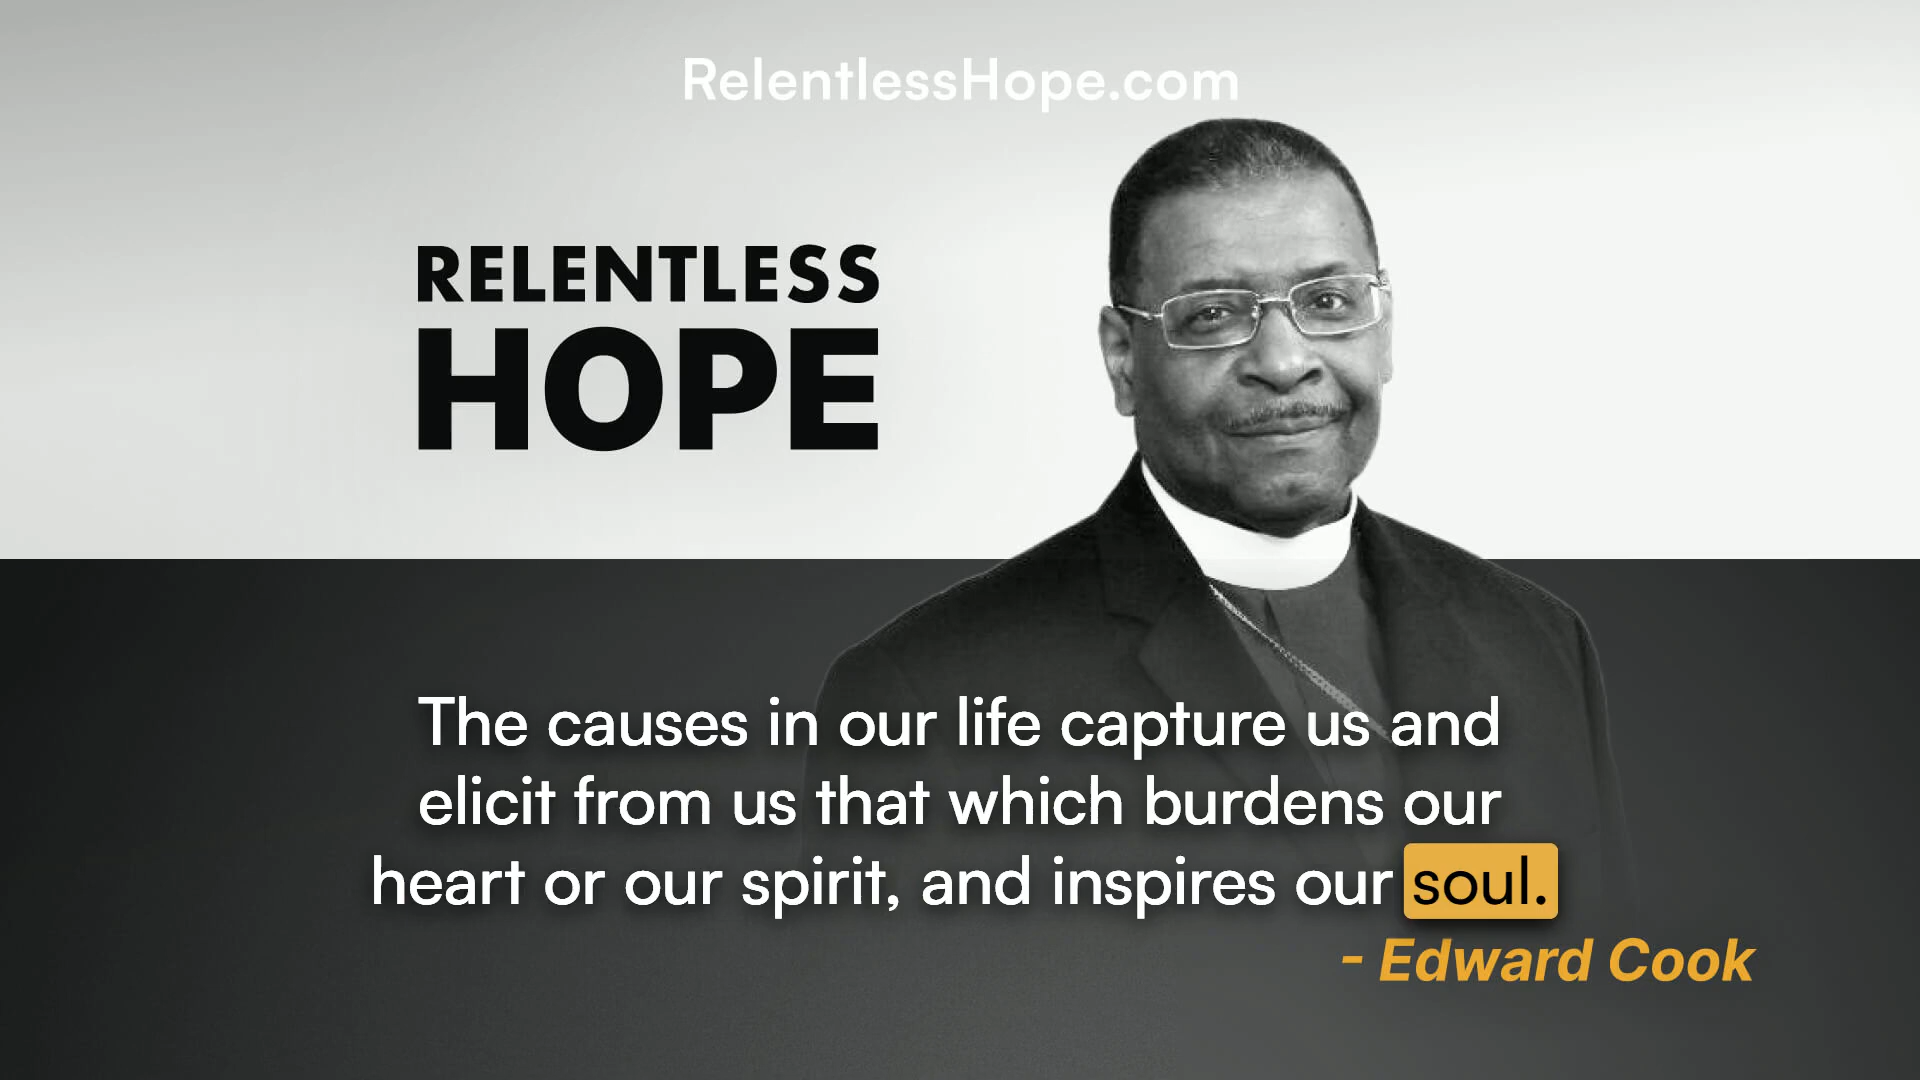 RelentlessHope.com
RELENTLESS
HOPE
The causes in our life capture us and
elicit from us that which burdens our
heart or our spirit, and inspires our soul.
- Edward Cook